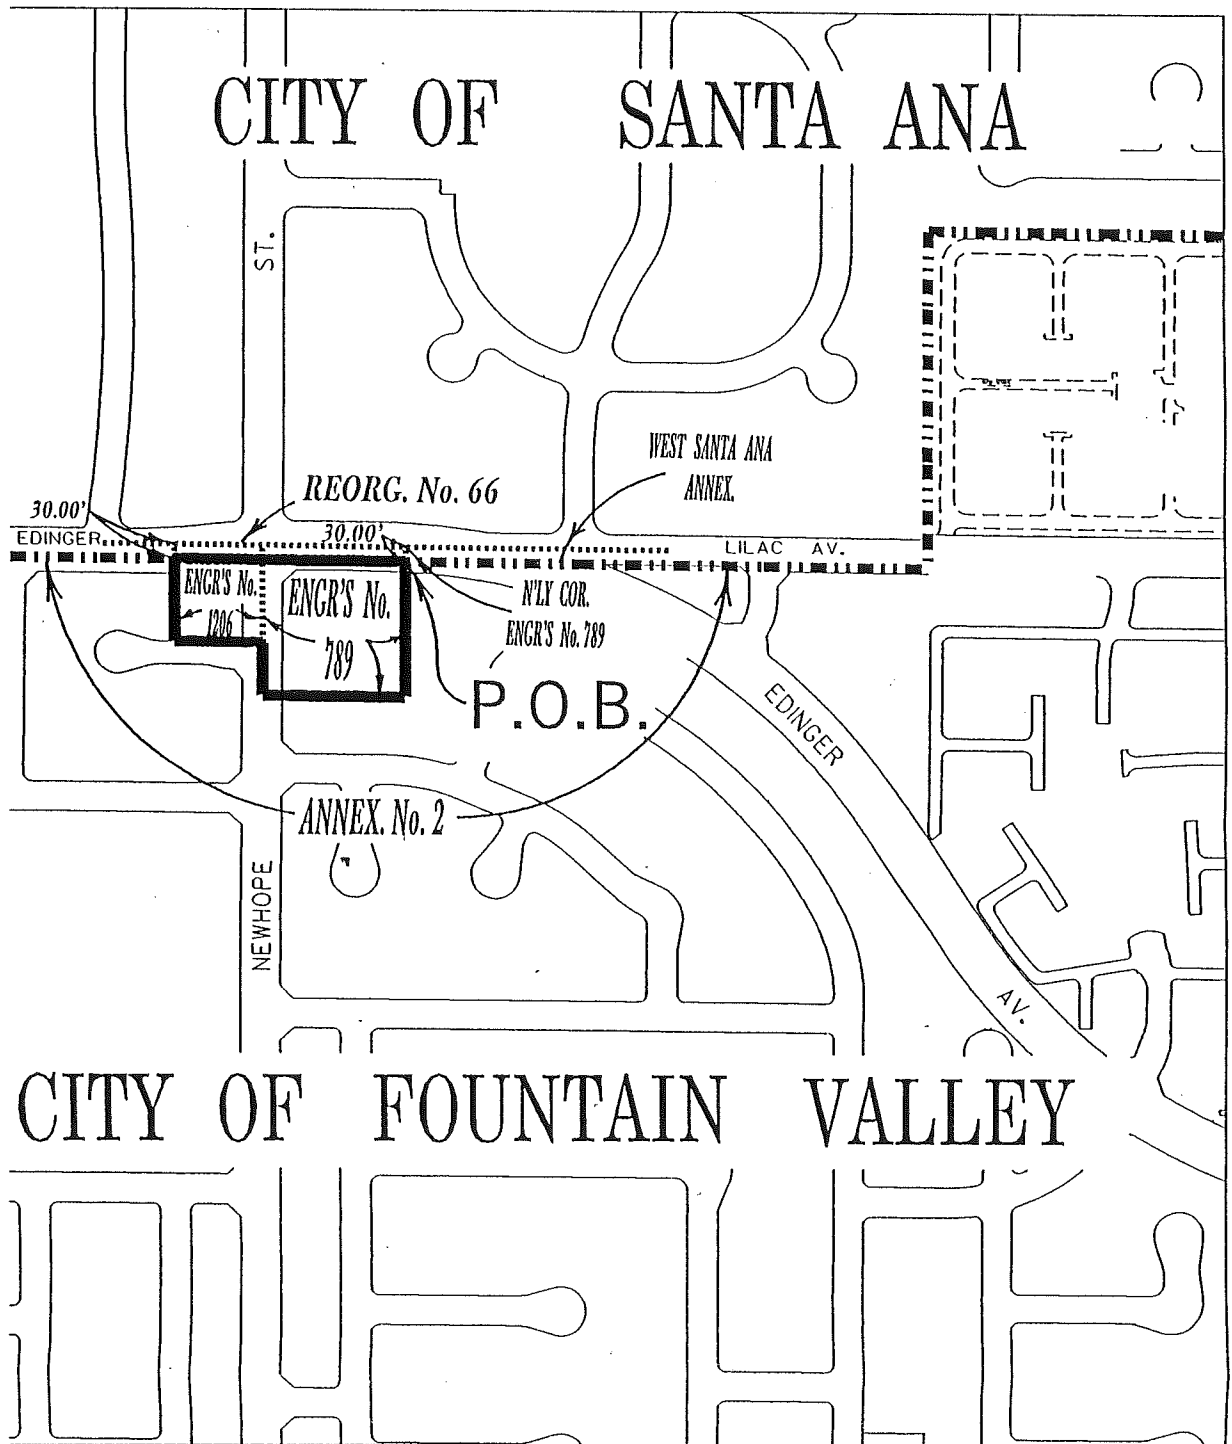 CITY OF SANTA ANA
ST.
WEST SANTA ANA
ANNEX.
REORG. No. 66
30.00'
30.00'
EDINGER
LILAC AV.
ENGR'S No.
1206
ENGR'S No.
789
N'LY COR.
ENGR'S No. 789
P.O.B.
EDINGER
ANNEX. No. 2
NEWHOPE
AV.
CITY OF FOUNTAIN VALLEY